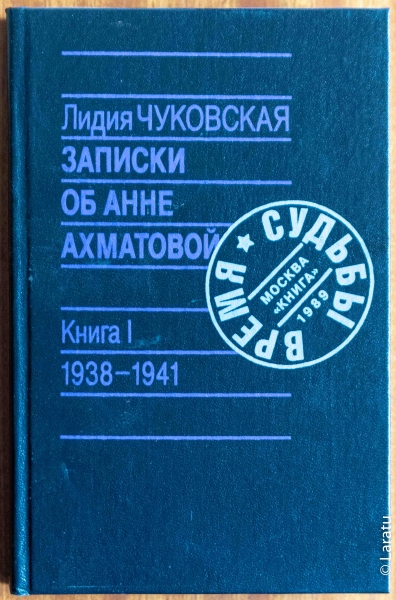 Лидия ЧУКОВСКАЯ
ЗАПИСКИ
ОБ АННЕ
АХМАТОВОЙ
Книга I
1938–1941
ВРЕМЯ ★ СУДЬБЫ
МОСКВА
«КНИГА»
1989
© Laratu